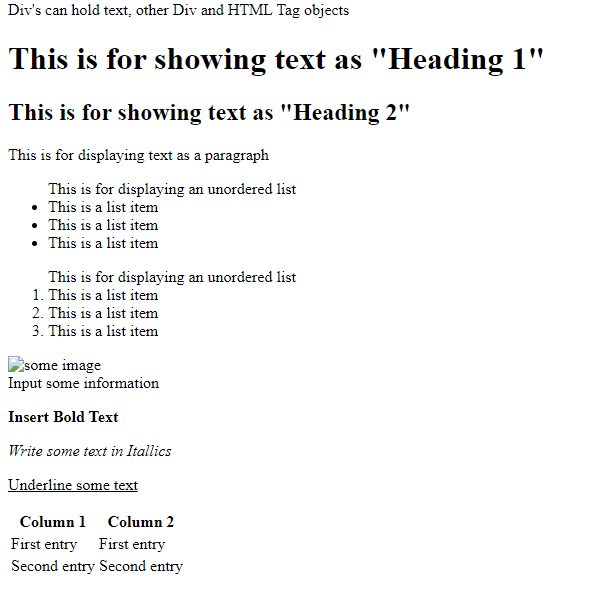 Div's can hold text, other Div and HTML Tag objects
This is for showing text as "Heading 1"
This is for showing text as "Heading 2"
This is for displaying text as a paragraph
This is for displaying an unordered list
• This is a list item
• This is a list item
• This is a list item
This is for displaying an unordered list
1. This is a list item
2. This is a list item
3. This is a list item
some image
Input some information
Insert Bold Text
Write some text in Itallics
Underline some text
Column 1 Column 2
First entry First entry
Second entry Second entry